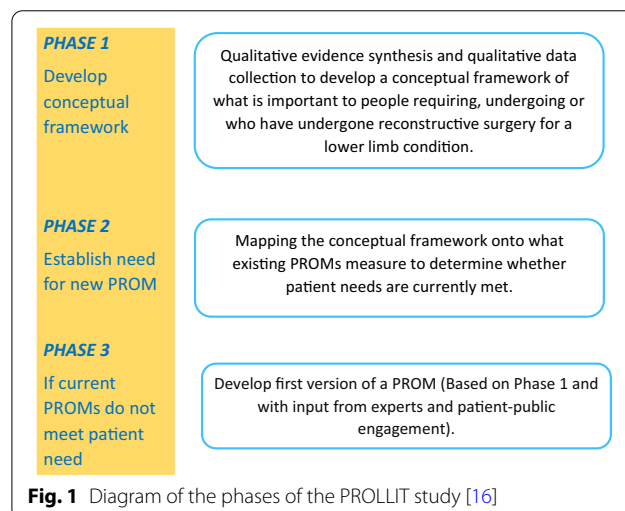 PHASE 1
Develop
conceptual
framework
Qualitative evidence synthesis and qualitative data
collection to develop a conceptual framework of
what is important to people requiring, undergoing or
who have undergone reconstructive surgery for a
lower limb condition.
PHASE 2
Establish need
for new PROM
Mapping the conceptual framework onto what
existing PROMs measure to determine whether
patient needs are currently met.
PHASE 3
If current
PROMs do not
meet patient
need
Develop first version of a PROM (Based on Phase 1 and
with input from experts and patient-public
engagement).
Fig. 1 Diagram of the phases of the PROLLIT study [16]